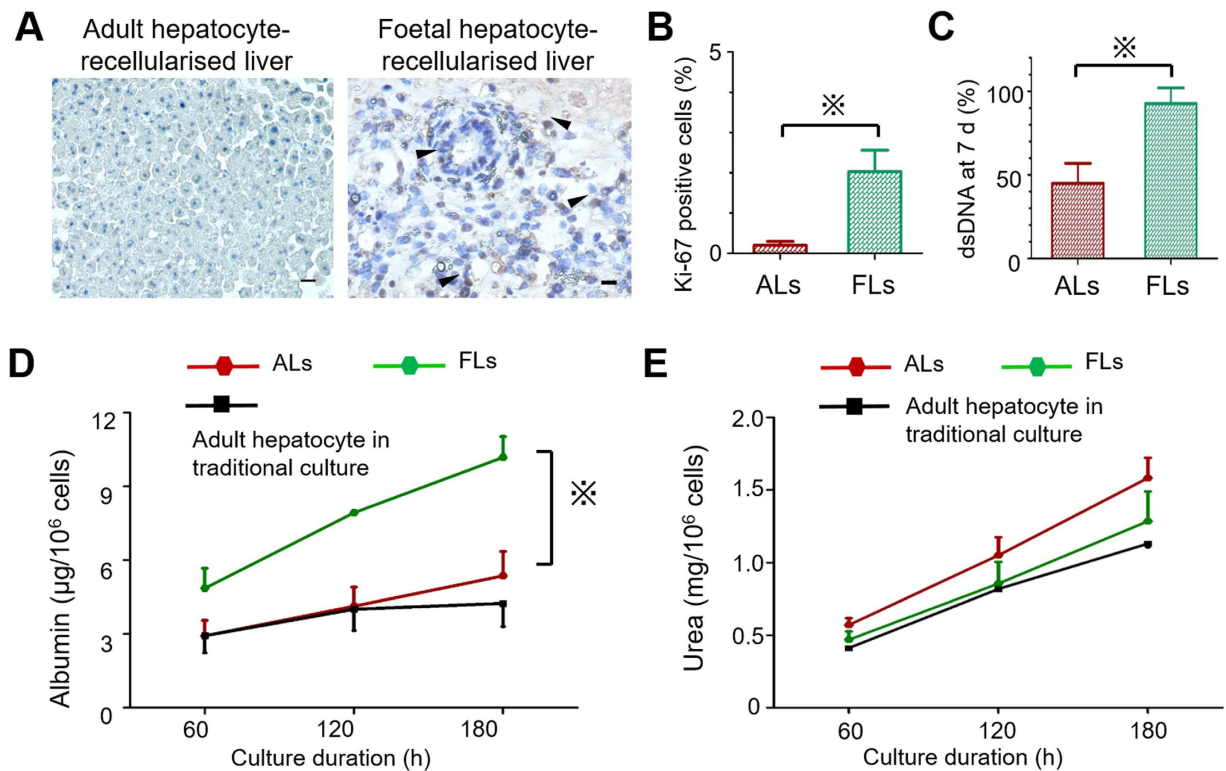 A
Adult hepatocyte-
recellularised liver
Foetal hepatocyte-
recellularised liver
B
Ki-67 positive cells (%)
5
0
※
ALs
FLs
C
dsDNA at 7 d (%)
100
50
0
※
ALs
FLs
D
ALs
FLs
Adult hepatocyte in
traditional culture
Albumin (μg/10⁶ cells)
12
9
6
3
0
※
60
120
180
Culture duration (h)
E
ALs
FLs
Adult hepatocyte in
traditional culture
Urea (mg/10⁶ cells)
2.0
1.5
1.0
0.5
0
60
120
180
Culture duration (h)